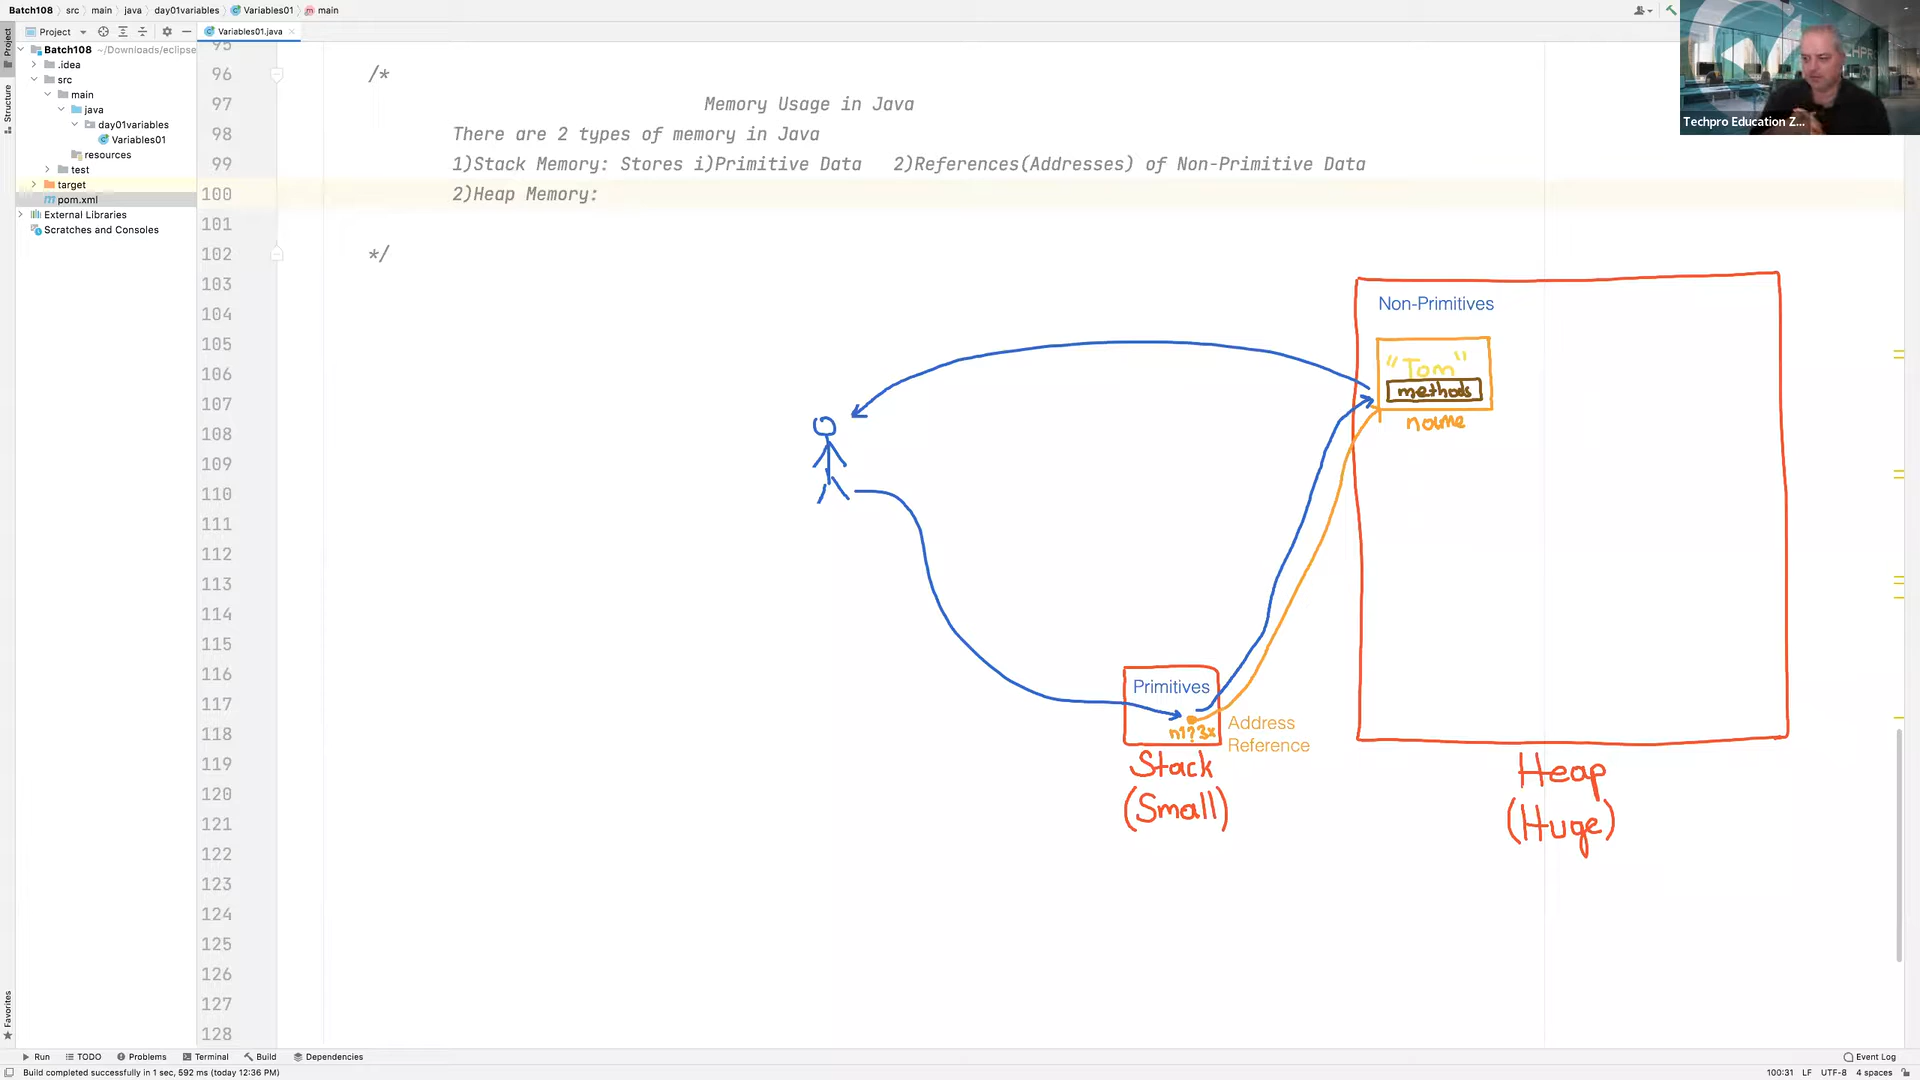 Batch108 src main java day01variables Variables01 main
Project
Variables01.java
Batch108 ~/Downloads/eclipse
.idea
src
main
java
day01variables
Variables01
resources
test
target
pom.xml
External Libraries
Scratches and Consoles
Project
Structure
Favorites
95
96 /*
97 Memory Usage in Java
98 There are 2 types of memory in Java
99 1)Stack Memory: Stores i)Primitive Data 2)References(Addresses) of Non-Primitive Data
100 2)Heap Memory:
101
102 */
103
104
105
106
107
108
109
110
111
112
113
114
115
116
117
118
119
120
121
122
123
124
125
126
127
128
Non-Primitives
"Tom"
methods
name
Primitives
n1?3x
Address
Reference
Stack
(Small)
Heap
(Huge)
Techpro Education Z...
Run TODO Problems Terminal Build Dependencies Event Log
Build completed successfully in 1 sec, 592 ms (today 12:36 PM) 100:31 LF UTF-8 4 spaces